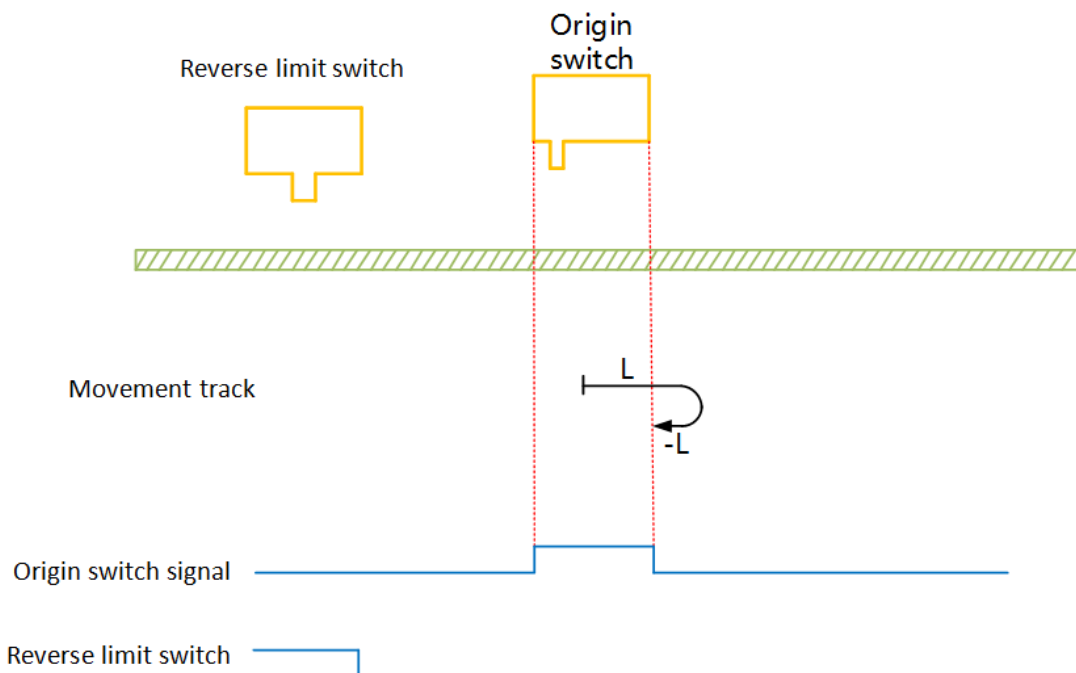 Origin
switch
Reverse limit switch
L
Movement track
-L
Origin switch signal
Reverse limit switch